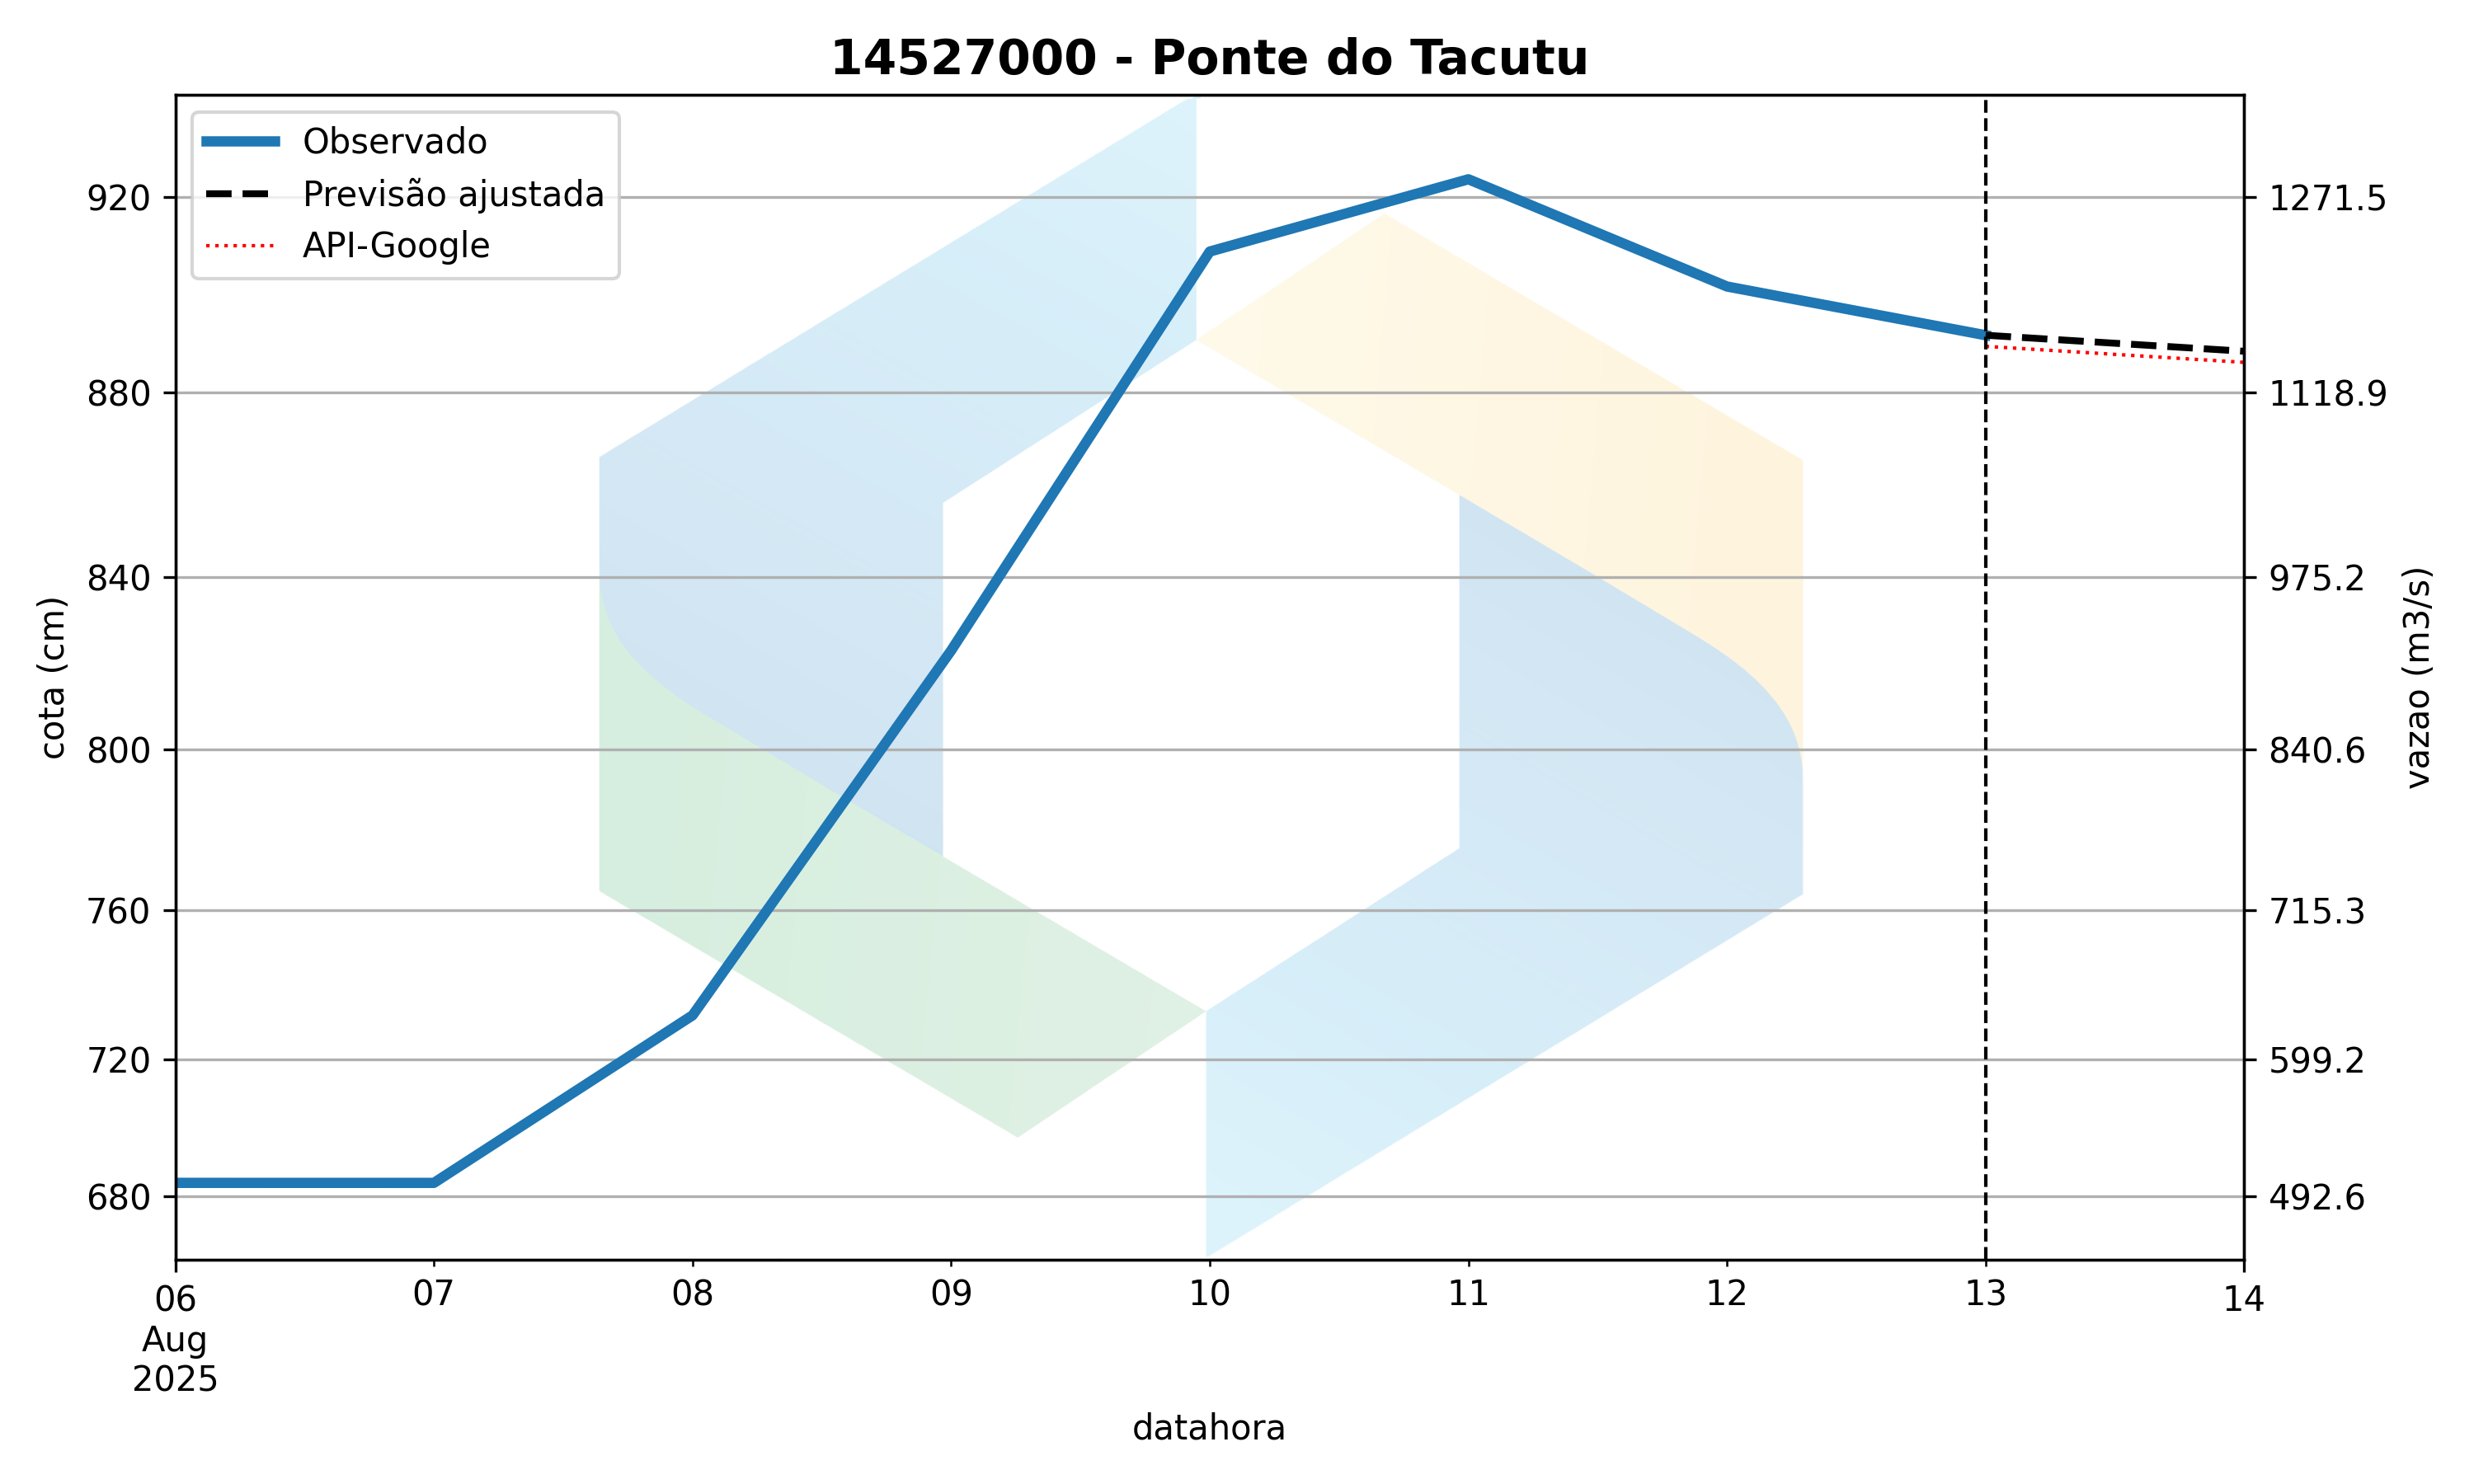 14527000 - Ponte do Tacutu
Observado
Previsão ajustada
API-Google
920
880
840
800
760
720
680
cota (cm)
1271.5
1118.9
975.2
840.6
715.3
599.2
492.6
vazao (m3/s)
06 07 08 09 10 11 12 13 14
Aug
2025
datahora